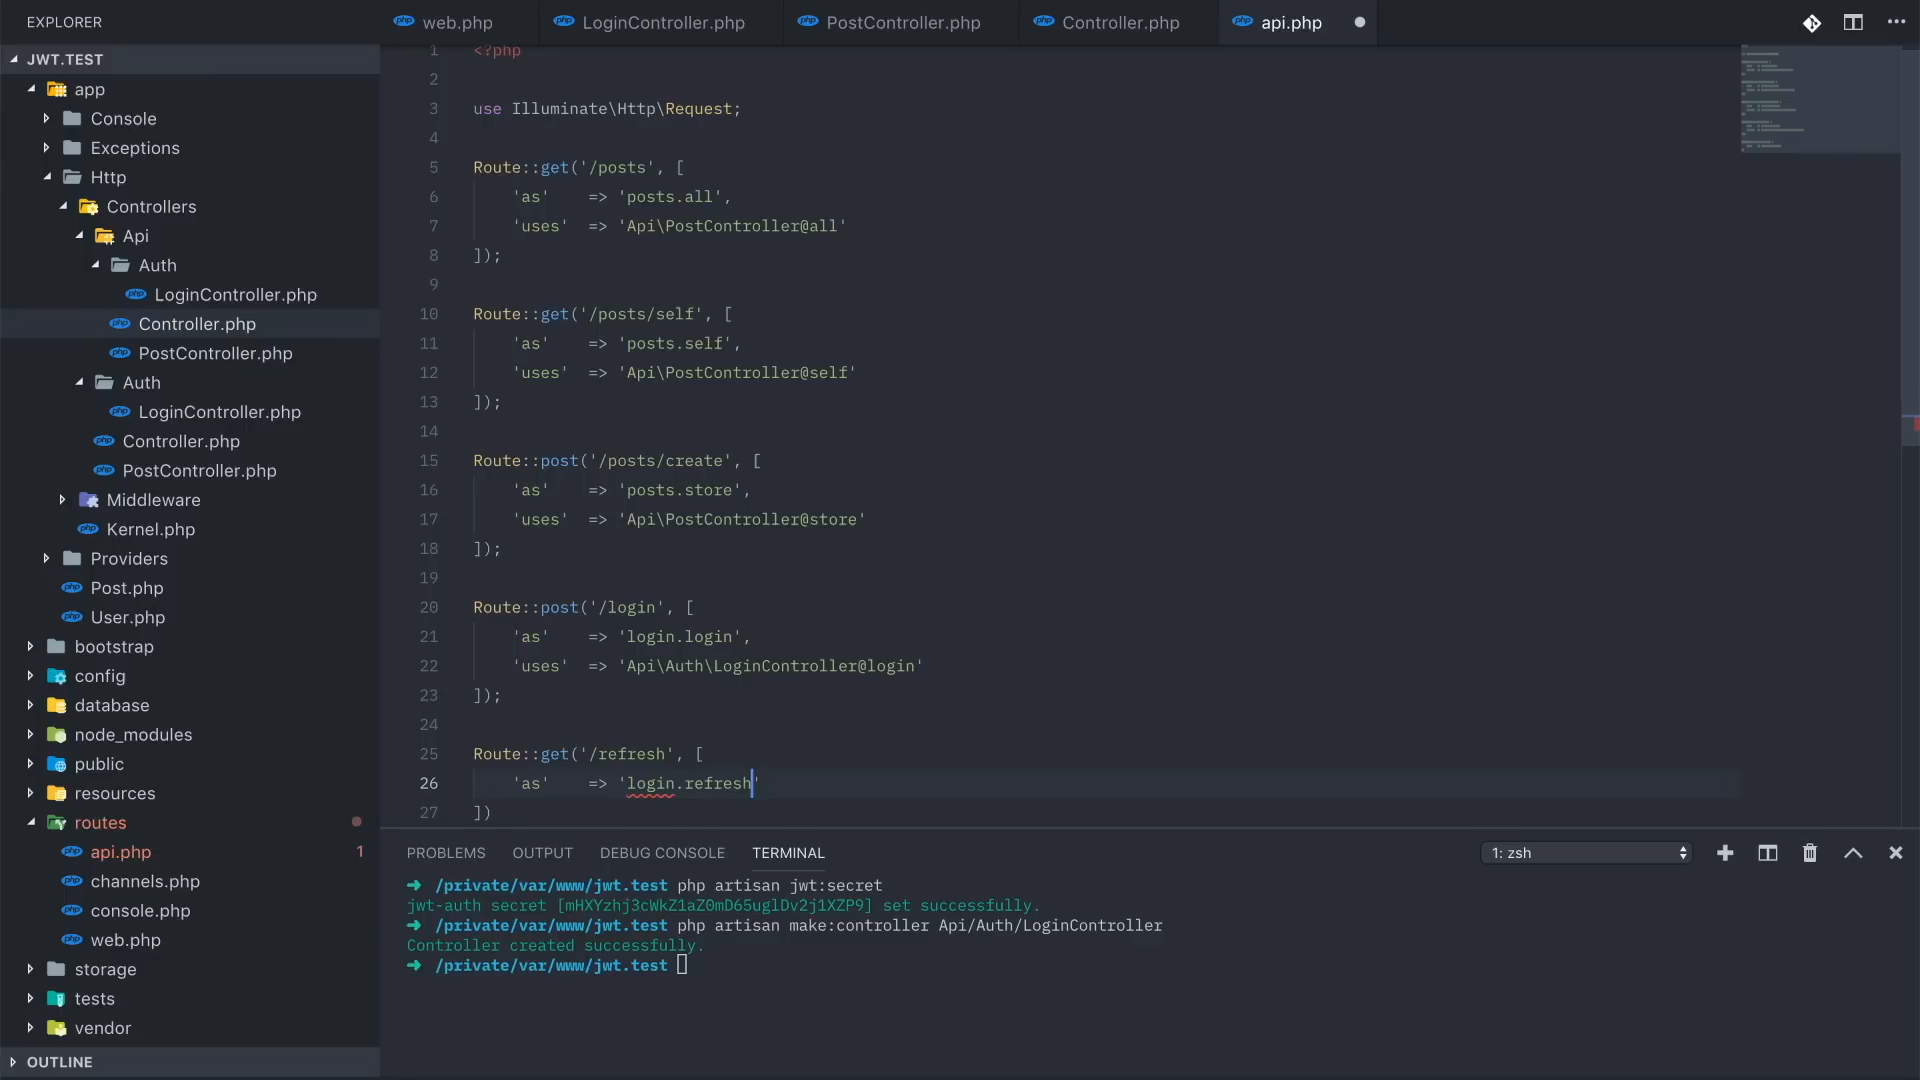 EXPLORER
JWT.TEST
app
Console
Exceptions
Http
Controllers
Api
Auth
LoginController.php
Controller.php
PostController.php
Auth
LoginController.php
Controller.php
PostController.php
Middleware
Kernel.php
Providers
Post.php
User.php
bootstrap
config
database
node_modules
public
resources
routes
api.php 1
channels.php
console.php
web.php
storage
tests
vendor
OUTLINE
web.php LoginController.php PostController.php Controller.php api.php
1 <?php
2
3 use Illuminate\Http\Request;
4
5 Route::get('/posts', [
6 'as' => 'posts.all',
7 'uses' => 'Api\PostController@all'
8 ]);
9
10 Route::get('/posts/self', [
11 'as' => 'posts.self',
12 'uses' => 'Api\PostController@self'
13 ]);
14
15 Route::post('/posts/create', [
16 'as' => 'posts.store',
17 'uses' => 'Api\PostController@store'
18 ]);
19
20 Route::post('/login', [
21 'as' => 'login.login',
22 'uses' => 'Api\Auth\LoginController@login'
23 ]);
24
25 Route::get('/refresh', [
26 'as' => 'login.refresh'
27 ])
PROBLEMS OUTPUT DEBUG CONSOLE TERMINAL 1: zsh
➜ /private/var/www/jwt.test php artisan jwt:secret
jwt-auth secret [mHXYzhj3cWkZ1aZ0mD65uglDv2j1XZP9] set successfully.
➜ /private/var/www/jwt.test php artisan make:controller Api/Auth/LoginController
Controller created successfully.
➜ /private/var/www/jwt.test